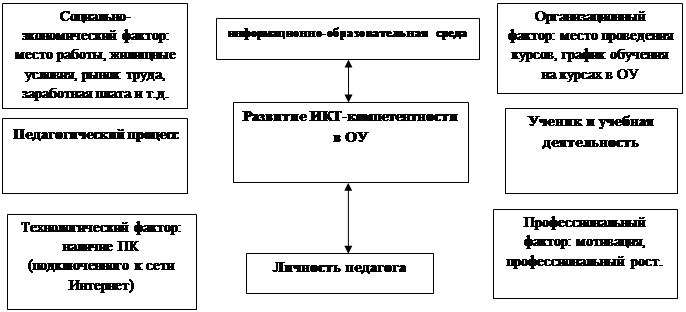 Социально-
экономический фактор:
место работы, жилищные
условия, рынок труда,
заработная плата и т.д.
информационно-образовательная среда
Организационный
фактор: место проведения
курсов, график обучения
на курсах в ОУ
Педагогический процесс
Развитие ИКТ-компетентности
в ОУ
Ученик и учебная
деятельность
Технологический фактор:
наличие ПК
(подключенного к сети
Интернет)
Личность педагога
Профессиональный
фактор: мотивация,
профессиональный рост.